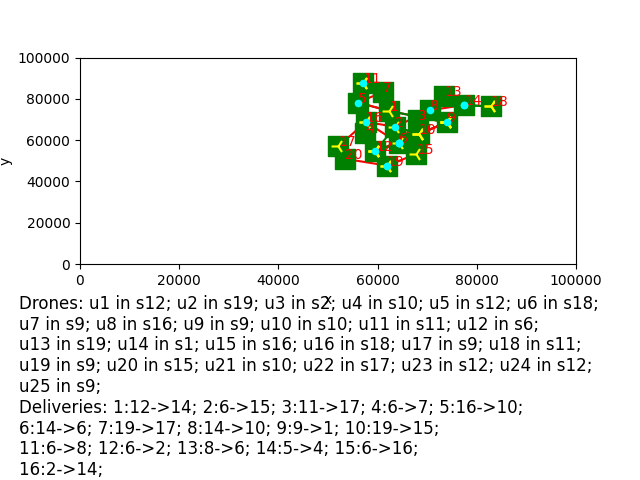 100000
80000
60000
40000
20000
0
y
0 20000 40000 60000 80000 100000
x
Drones: u1 in s12; u2 in s19; u3 in s2; u4 in s10; u5 in s12; u6 in s18;
u7 in s9; u8 in s16; u9 in s9; u10 in s10; u11 in s11; u12 in s6;
u13 in s19; u14 in s1; u15 in s16; u16 in s18; u17 in s9; u18 in s11;
u19 in s9; u20 in s15; u21 in s10; u22 in s17; u23 in s12; u24 in s12;
u25 in s9;
Deliveries: 1:12->14; 2:6->15; 3:11->17; 4:6->7; 5:16->10;
6:14->6; 7:19->17; 8:14->10; 9:9->1; 10:19->15;
11:6->8; 12:6->2; 13:8->6; 14:5->4; 15:6->16;
16:2->14;